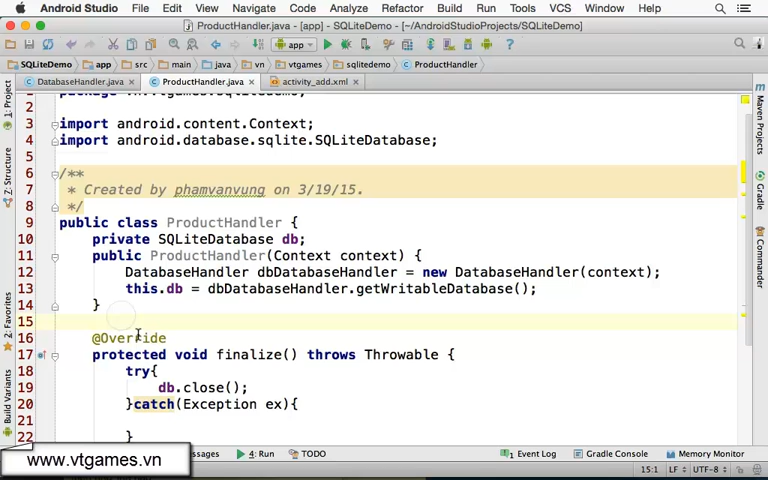 Android Studio File Edit View Navigate Code Analyze Refactor Build Run Tools VCS Window
ProductHandler.java - [app] - SQLiteDemo - [~/AndroidStudioProjects/SQLiteDemo]
app
SQLiteDemo app src main java vn vtgames sqlitedemo ProductHandler
DatabaseHandler.java ProductHandler.java activity_add.xml
1: Project
Z: Structure
2: Favorites
Build Variants
Maven Projects
Gradle
Commander
2
3 import android.content.Context;
4 import android.database.sqlite.SQLiteDatabase;
5
6 /**
7 * Created by phamvanvung on 3/19/15.
8 */
9 public class ProductHandler {
10 private SQLiteDatabase db;
11 public ProductHandler(Context context) {
12 DatabaseHandler dbDatabaseHandler = new DatabaseHandler(context);
13 this.db = dbDatabaseHandler.getWritableDatabase();
14 }
15
16 @Override
17 protected void finalize() throws Throwable {
18 try{
19 db.close();
20 }catch(Exception ex){
21
22 }
4: Run TODO Event Log Gradle Console Memory Monitor
www.vtgames.vn
15:1 LF UTF-8